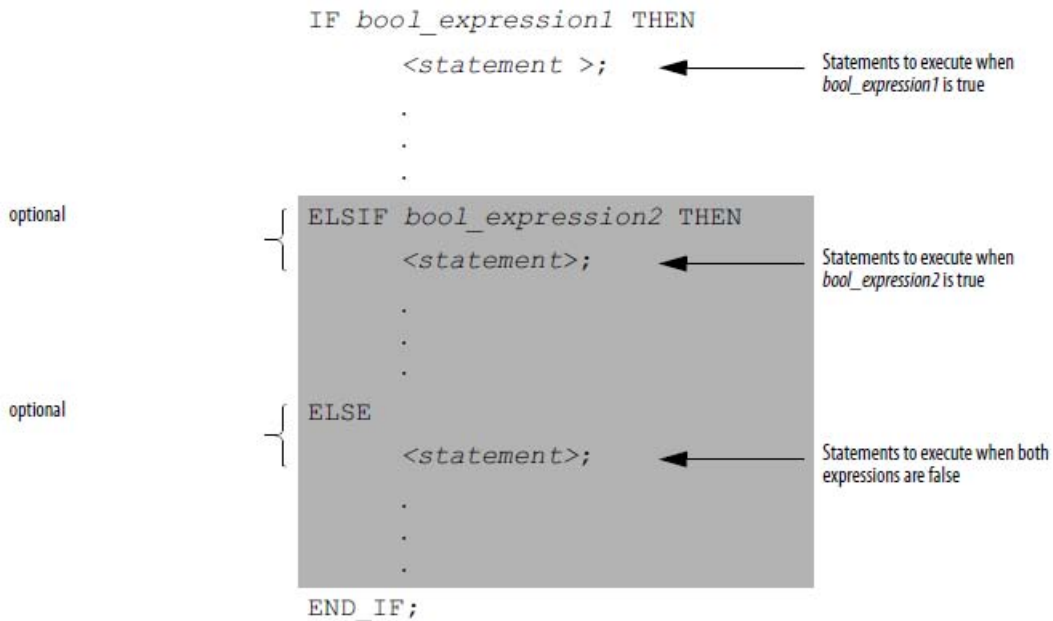 IF bool_expression1 THEN
<statement >;
Statements to execute when
bool_expression1 is true
.
.
.
optional
ELSIF bool_expression2 THEN
<statement>;
Statements to execute when
bool_expression2 is true
.
.
.
optional
ELSE
<statement>;
Statements to execute when both
expressions are false
.
.
.
END_IF;